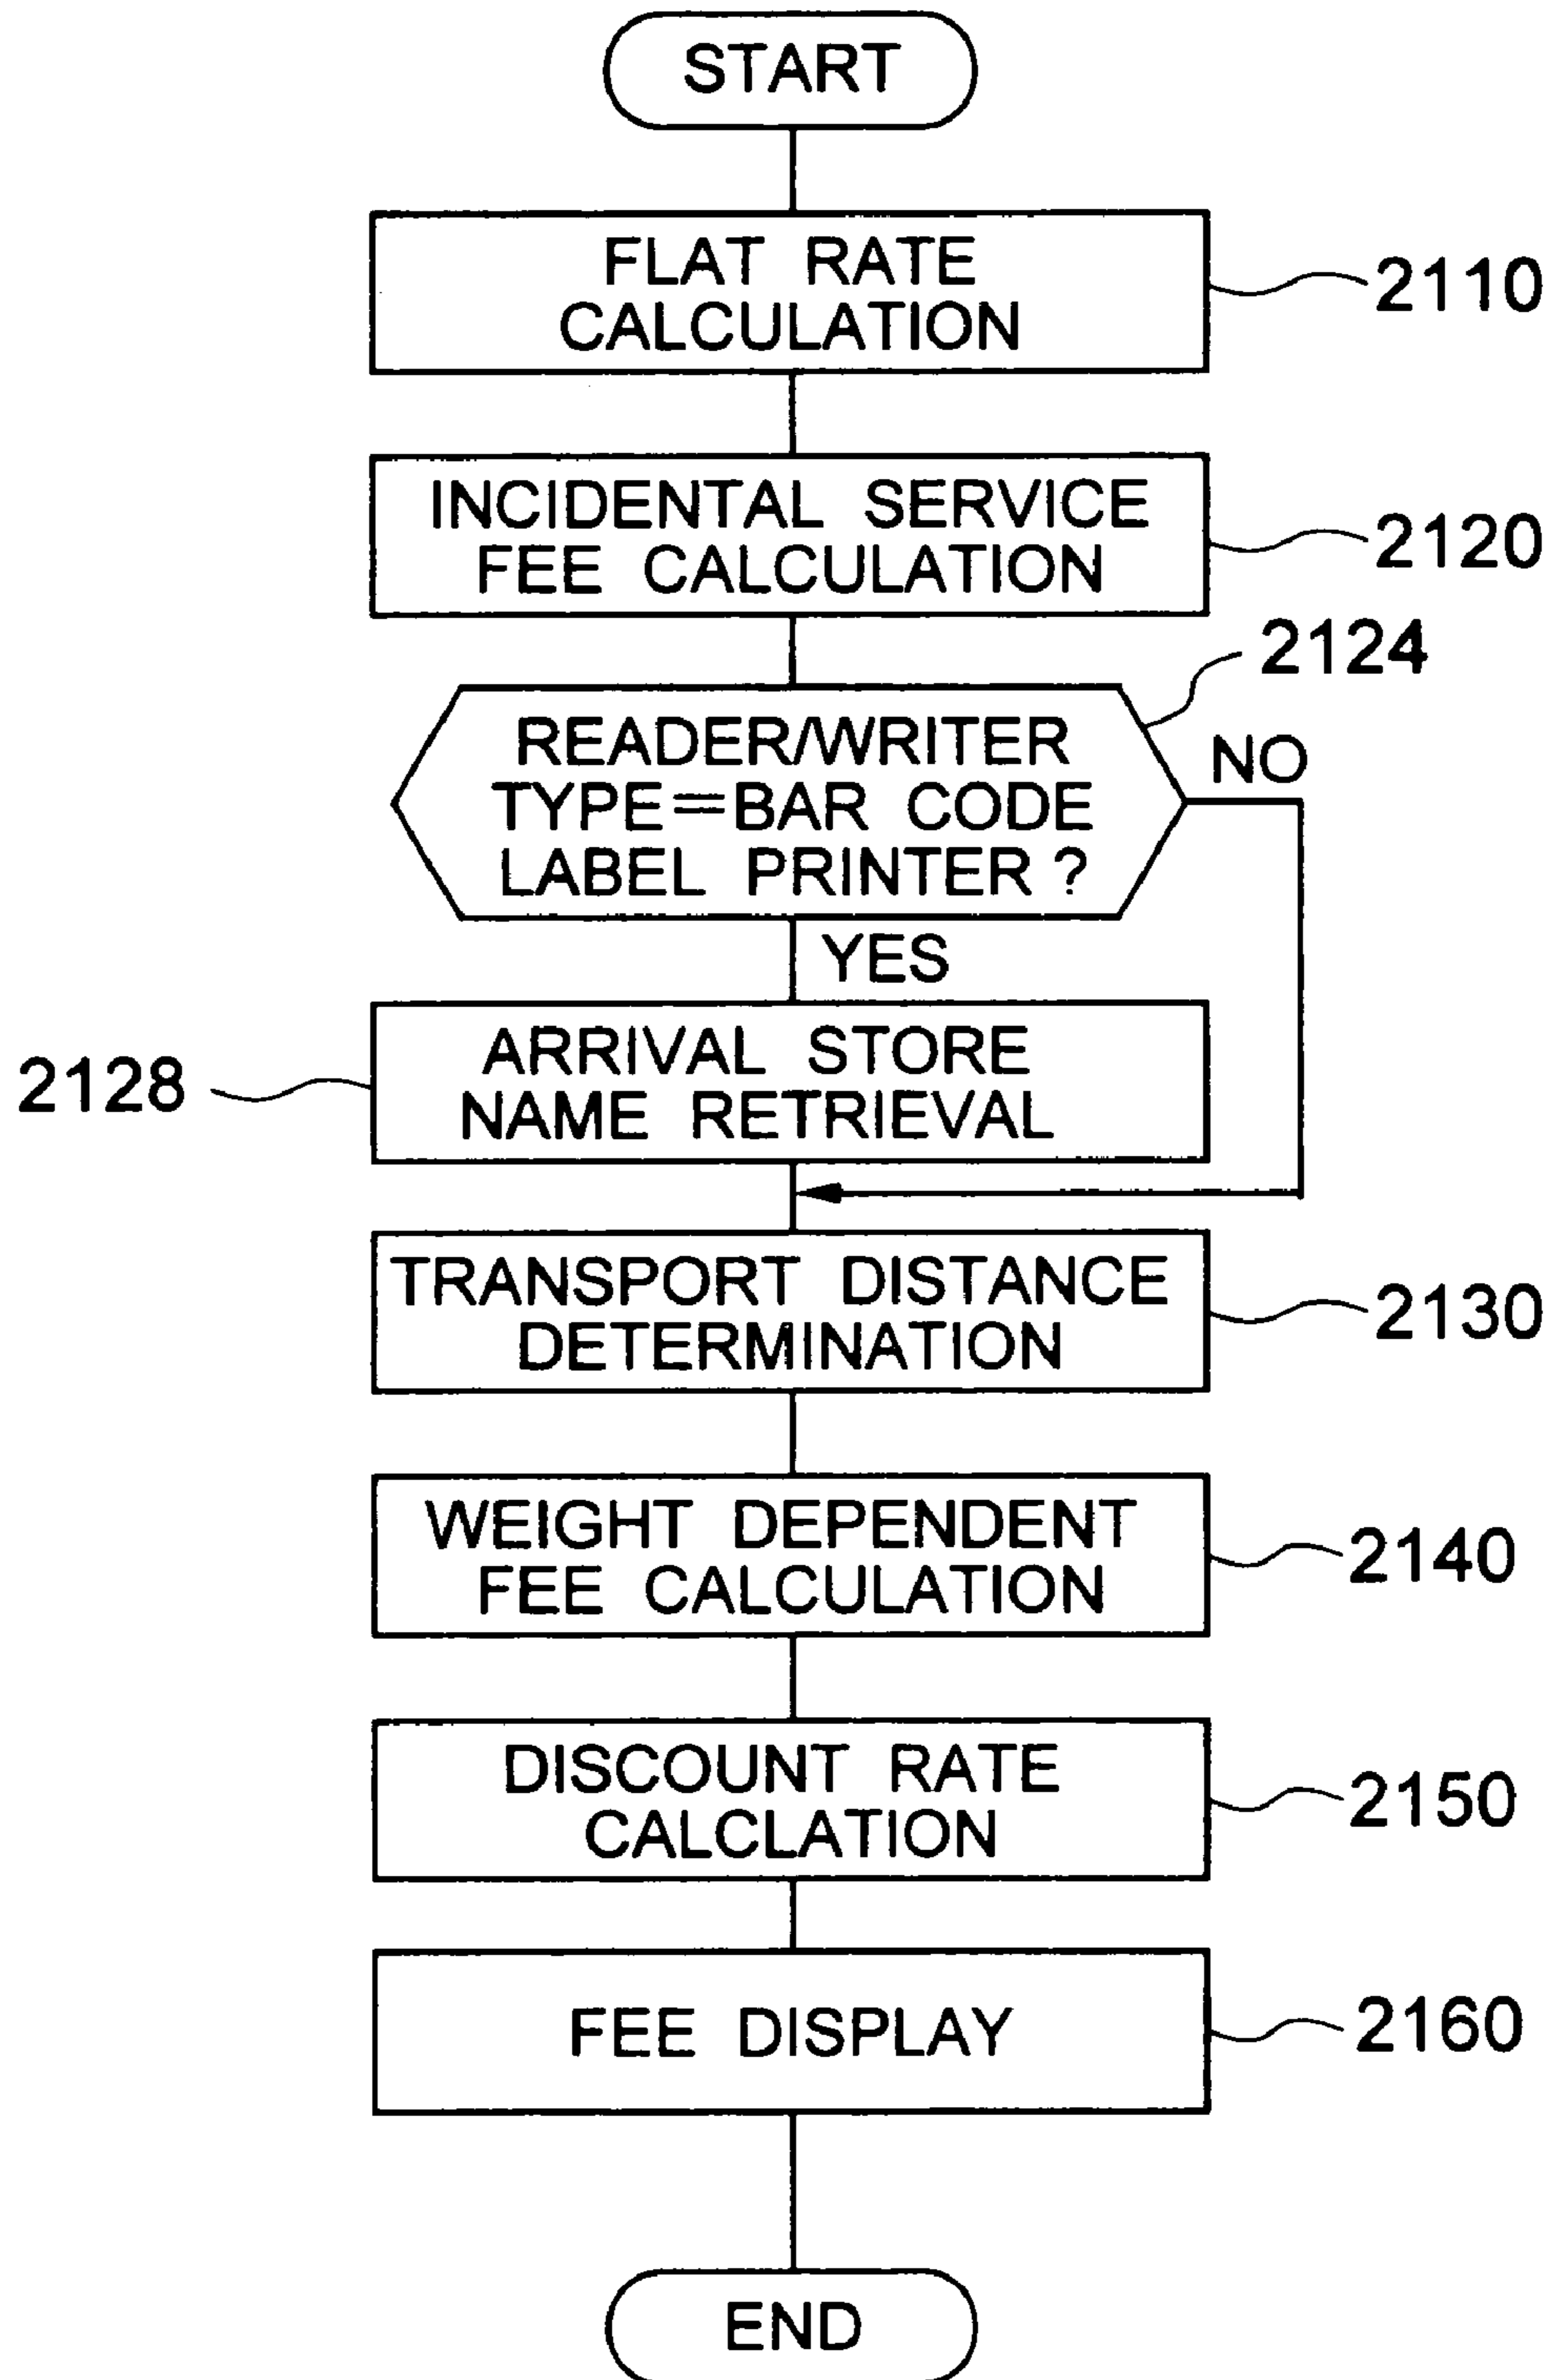 START
FLAT RATE
CALCULATION
2110
INCIDENTAL SERVICE
FEE CALCULATION
2120
2124
READER/WRITER
TYPE=BAR CODE
LABEL PRINTER?
NO
YES
ARRIVAL STORE
NAME RETRIEVAL
2128
TRANSPORT DISTANCE
DETERMINATION
2130
WEIGHT DEPENDENT
FEE CALCULATION
2140
DISCOUNT RATE
CALCLATION
2150
FEE DISPLAY
2160
END